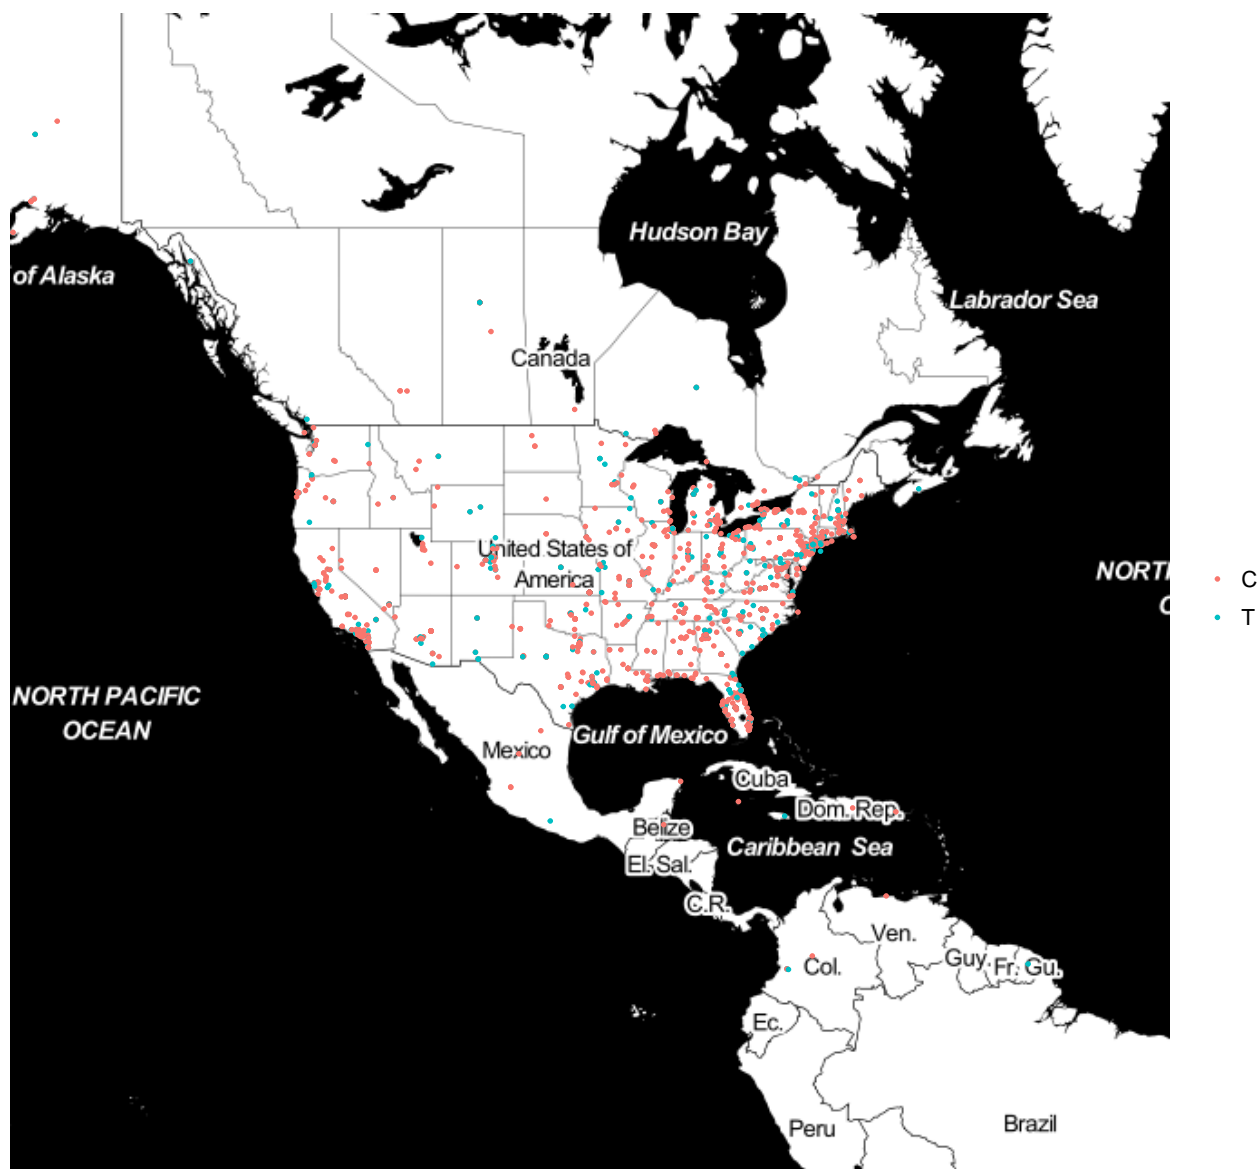 Hudson Bay
of Alaska
Labrador Sea
Canada
United States of
America
NORTH PACIFIC
OCEAN
Gulf of Mexico
Mexico
Cuba
Dom. Rep.
Belize
Caribbean Sea
El. Sal.
C.R.
Ven.
Guy.
Fr. Gu.
Col.
Ec.
Peru
Brazil
C
T